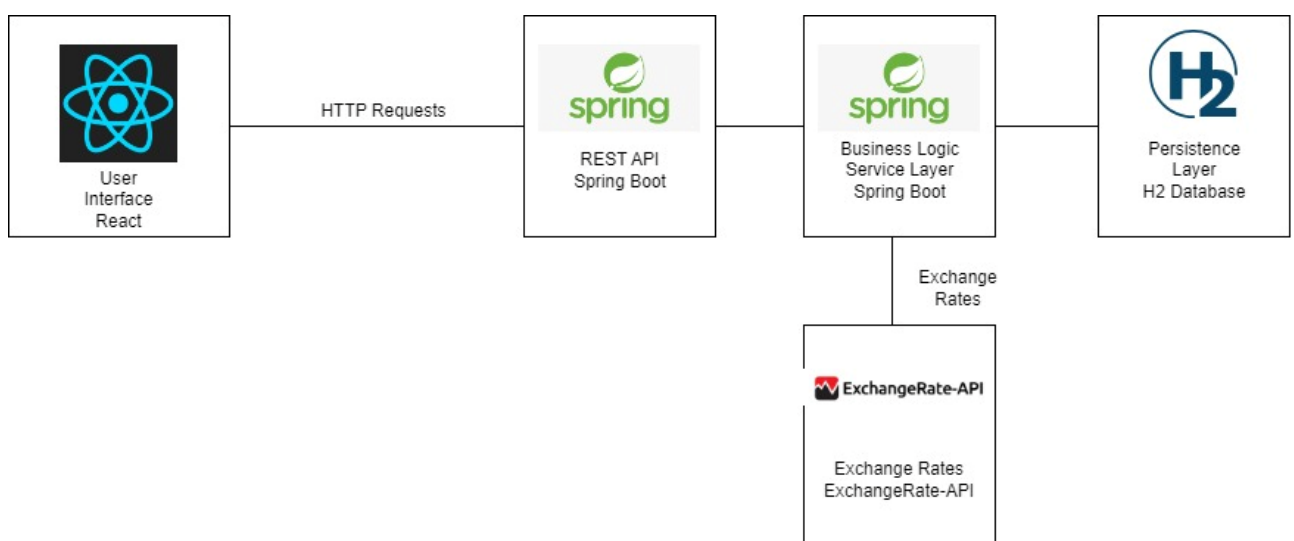 HTTP Requests
spring
spring
H2
User
Interface
React
REST API
Spring Boot
Business Logic
Service Layer
Spring Boot
Persistence
Layer
H2 Database
Exchange
Rates
ExchangeRate-API
Exchange Rates
ExchangeRate-API